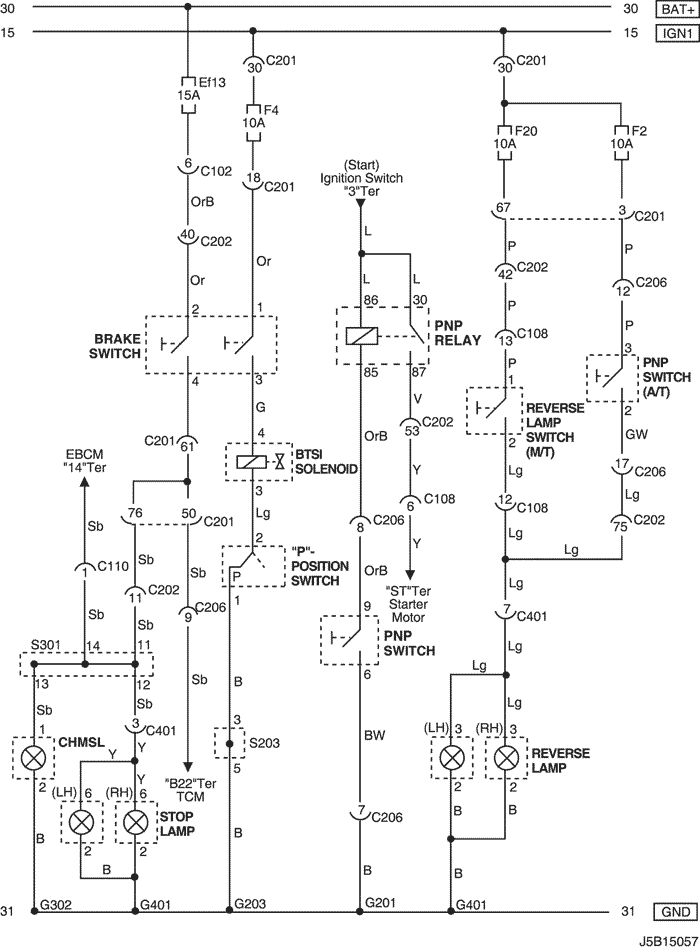 30 30 BAT+
15 15 IGN1
C201 C201
30 30
Ef13
15A
F4
10A
F20 F2
10A 10A
6 C102
(Start)
Ignition Switch
"3"Ter
18 C201
OrB
67 3 C201
40 C202
L
P P
Or Or
L L
42 C202
12 C206
2 1
86 30
P P
BRAKE
SWITCH
PNP
RELAY
13 C108
P 3
PNP
SWITCH
(A/T)
4 3
85 87
1
REVERSE
LAMP
SWITCH
(M/T)
2
G V
2 GW
C201 61
4
OrB
53 C202
EBCM
"14"Ter
BTSI
SOLENOID
Lg
17 C206
3
Y
12 C108
Lg
76 50 C201
Lg
6 C108
75 C202
Sb Sb
8 C206
Lg
2
Y
Lg
"P"-
POSITION
SWITCH
P
1 C110
Sb
OrB
Lg
11 C202
1
"ST"Ter
Starter
Motor
9 C206
9
7 C401
Sb Sb
PNP
SWITCH
S301 14 11
Lg
Sb
6
Lg
13 12
B
Lg
Sb Sb
3 C401
3
S203
5
BW
1
CHMSL
Y
(LH) 3 (RH) 3
REVERSE
LAMP
2
Y
"B22"Ter
TCM
2 2
(LH) 6 (RH) 6
STOP
LAMP
7 C206
B B
B
2 2
B
B
B B
31 G302 G401 G203 G201 G401 31 GND
J5B15057